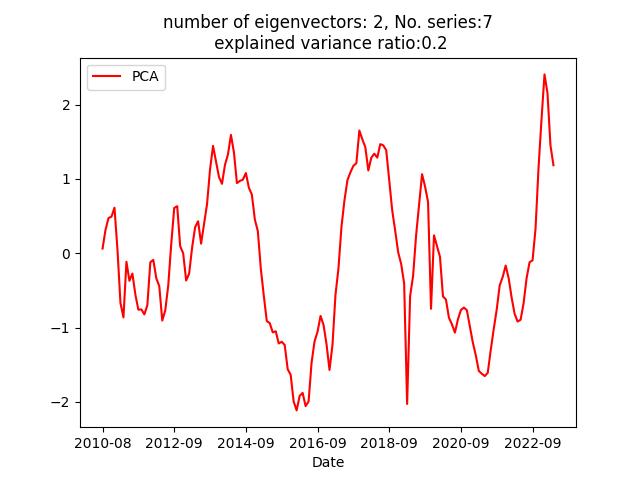 number of eigenvectors: 2, No. series:7
explained variance ratio:0.2
PCA
2
1
0
−1
−2
2010-08 2012-09 2014-09 2016-09 2018-09 2020-09 2022-09
Date